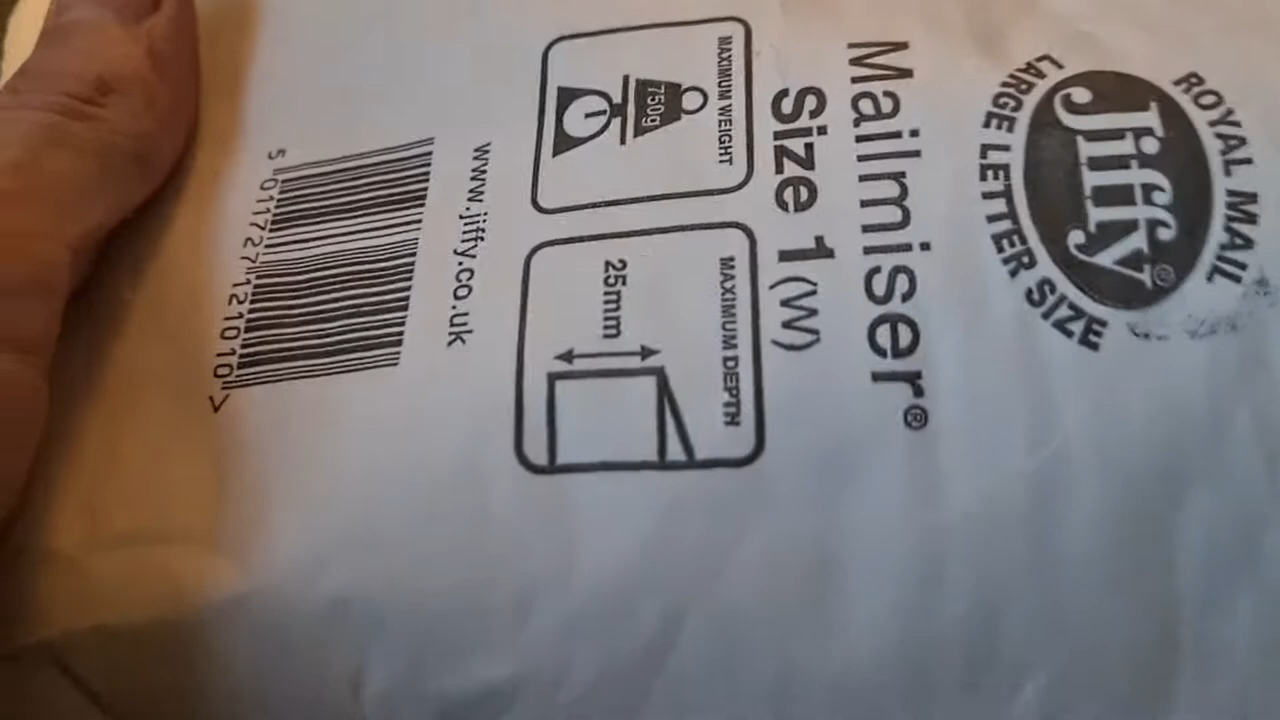 ROYAL MAIL
Jiffy®
LARGE LETTER SIZE
Mailmiser®
Size 1 (W)
MAXIMUM WEIGHT
750g
MAXIMUM DEPTH
25mm
www.jiffy.co.uk
5 011727 121010 >